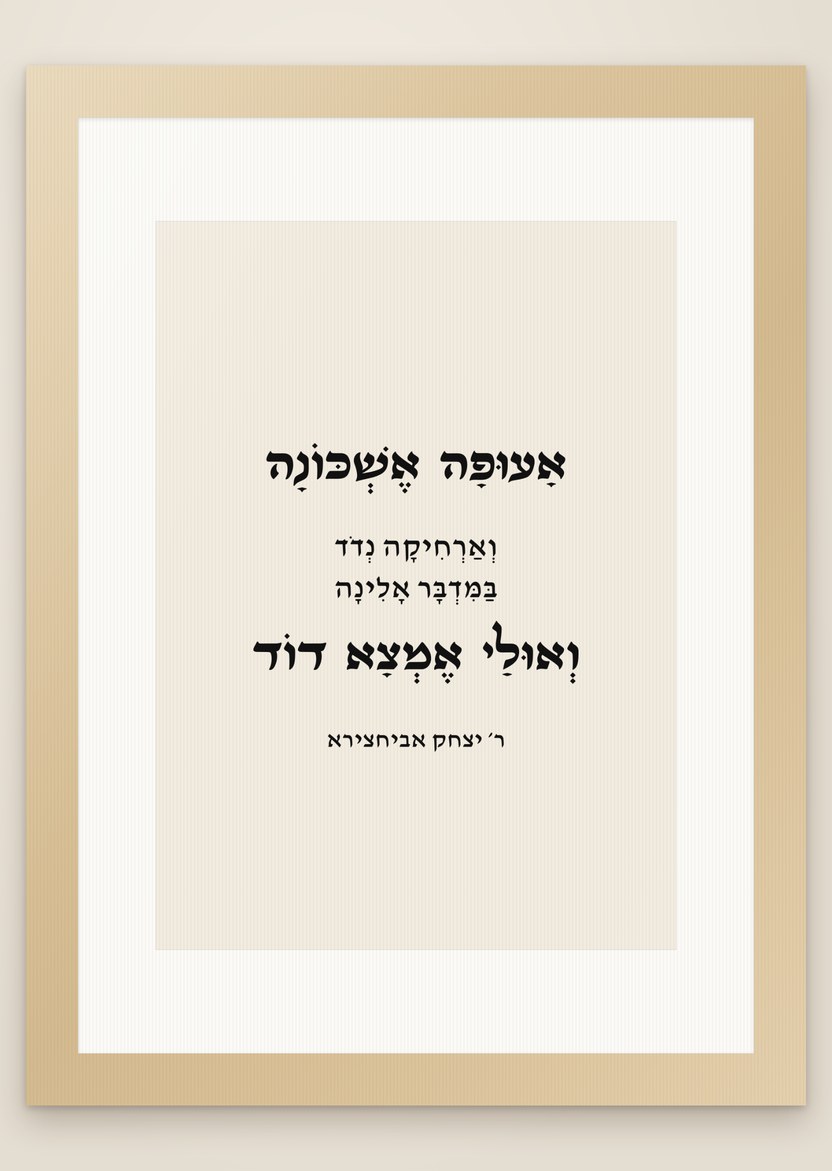 אָעוּפָּה אֶשְׁכּוֹנָה
וְאַרְחִיקָה נְדֹד
בַּמִּדְבָּר אָלִינָה
וְאוּלַי אֶמְצָא דוֹד
ר׳ יצחק אביחצירא